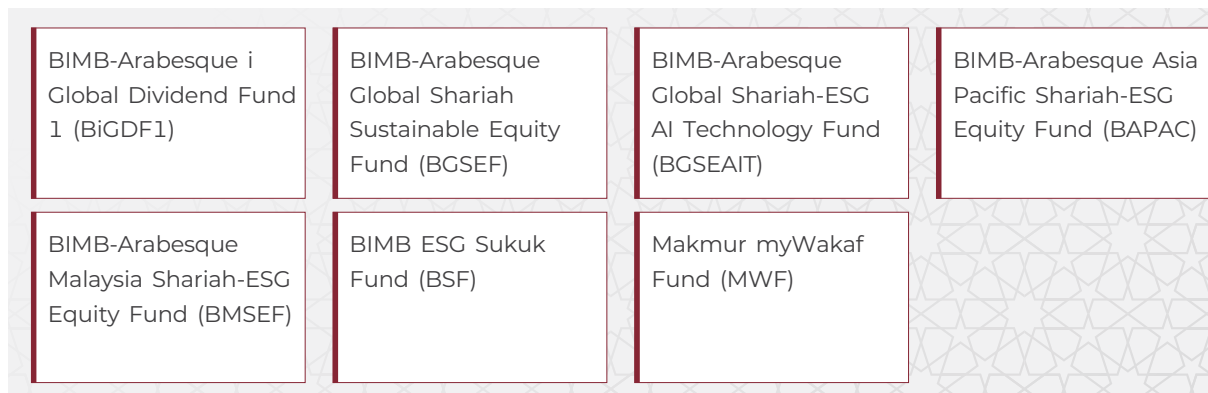 BIMB-Arabesque i
Global Dividend Fund
1 (BiGDF1)
BIMB-Arabesque
Global Shariah
Sustainable Equity
Fund (BGSEF)
BIMB-Arabesque
Global Shariah-ESG
AI Technology Fund
(BGSEAIT)
BIMB-Arabesque Asia
Pacific Shariah-ESG
Equity Fund (BAPAC)
BIMB-Arabesque
Malaysia Shariah-ESG
Equity Fund (BMSEF)
BIMB ESG Sukuk
Fund (BSF)
Makmur myWakaf
Fund (MWF)